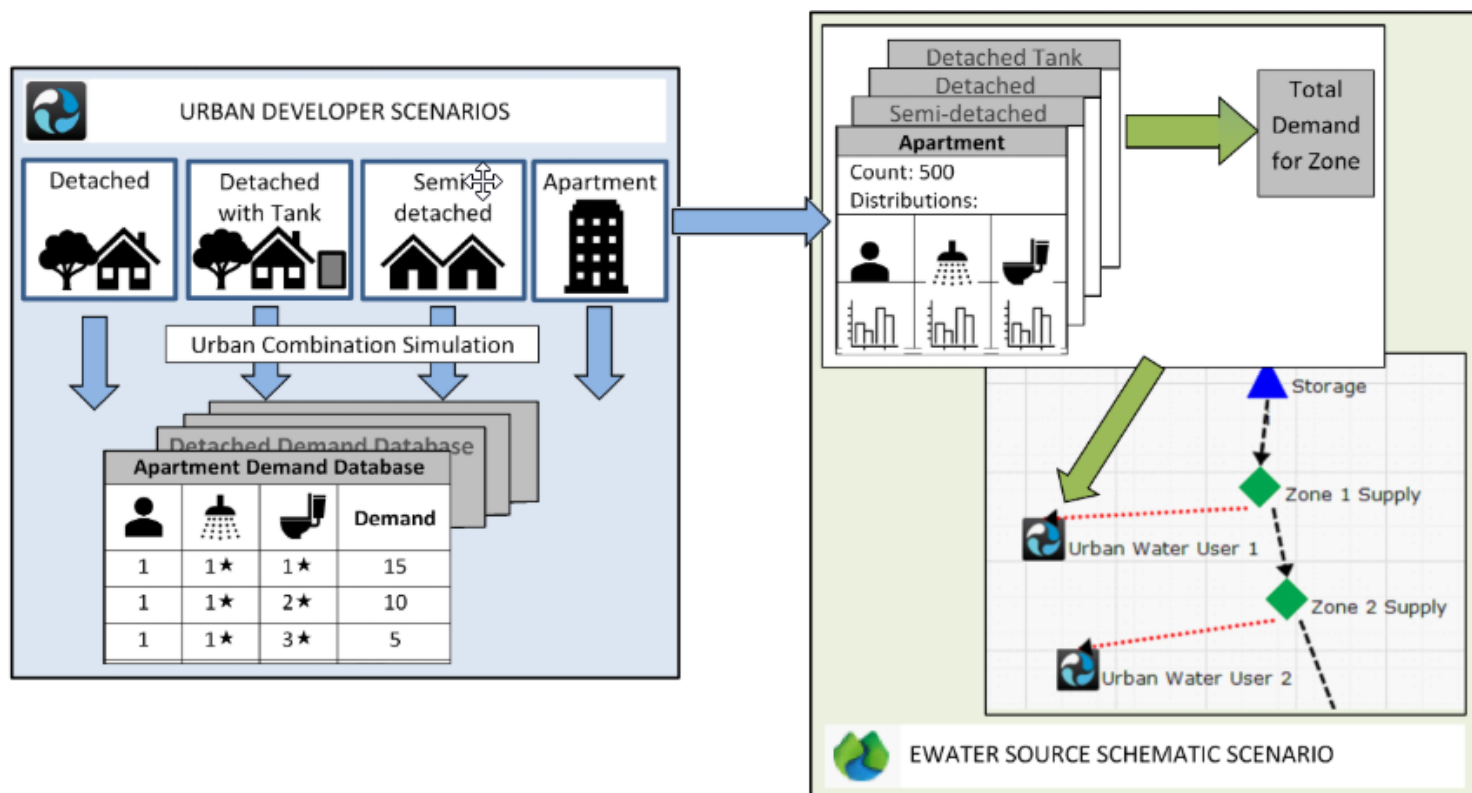 URBAN DEVELOPER SCENARIOS
Detached
Detached
with Tank
Semi
detached
Apartment
Urban Combination Simulation
Detached Demand Database
Apartment Demand Database
Demand
1 1★ 1★ 15
1 1★ 2★ 10
1 1★ 3★ 5
Detached Tank
Detached
Semi-detached
Apartment
Count: 500
Distributions:
Total
Demand
for Zone
Storage
Zone 1 Supply
Urban Water User 1
Zone 2 Supply
Urban Water User 2
EWATER SOURCE SCHEMATIC SCENARIO